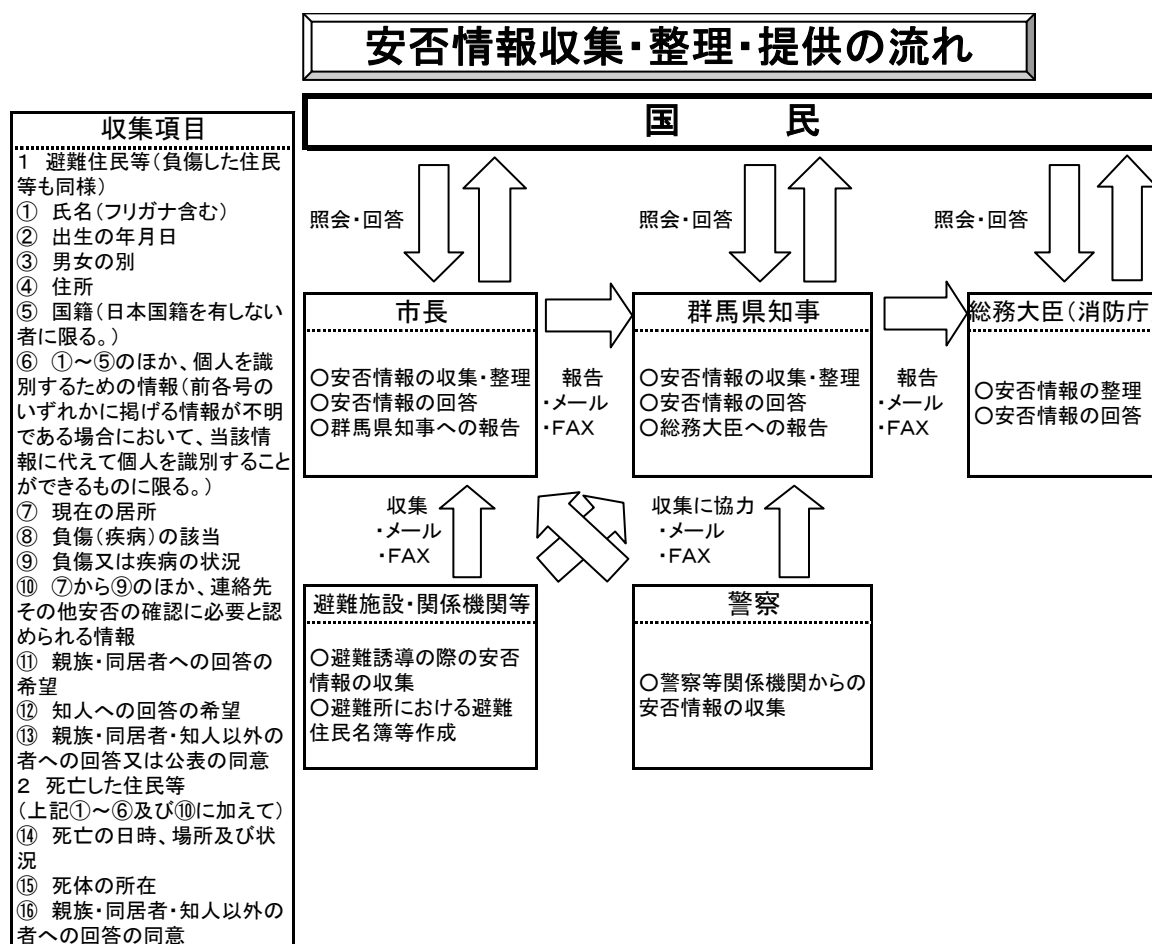 安否情報収集・整理・提供の流れ
国 民
収集項目
1 避難住民等(負傷した住民
等も同様)
① 氏名(フリガナ含む)
② 出生の年月日
③ 男女の別
④ 住所
⑤ 国籍(日本国籍を有しない
者に限る。)
⑥ ①~⑤のほか、個人を識
別するための情報(前各号の
いずれかに掲げる情報が不明
である場合において、当該情
報に代えて個人を識別すること
ができるものに限る。)
⑦ 現在の居所
⑧ 負傷(疾病)の該当
⑨ 負傷又は疾病の状況
⑩ ⑦から⑨のほか、連絡先
その他安否の確認に必要と認
められる情報
⑪ 親族・同居者への回答の
希望
⑫ 知人への回答の希望
⑬ 親族・同居者・知人以外の
者への回答又は公表の同意
2 死亡した住民等
(上記①~⑥及び⑩に加えて)
⑭ 死亡の日時、場所及び状
況
⑮ 死体の所在
⑯ 親族・同居者・知人以外の
者への回答の同意
照会・回答
照会・回答
照会・回答
市長
○安否情報の収集・整理
○安否情報の回答
○群馬県知事への報告
報告
・メール
・FAX
群馬県知事
○安否情報の収集・整理
○安否情報の回答
○総務大臣への報告
報告
・メール
・FAX
総務大臣(消防庁)
○安否情報の整理
○安否情報の回答
収集
・メール
・FAX
収集に協力
・メール
・FAX
避難施設・関係機関等
○避難誘導の際の安否
情報の収集
○避難所における避難
住民名簿等作成
警察
○警察等関係機関からの
安否情報の収集